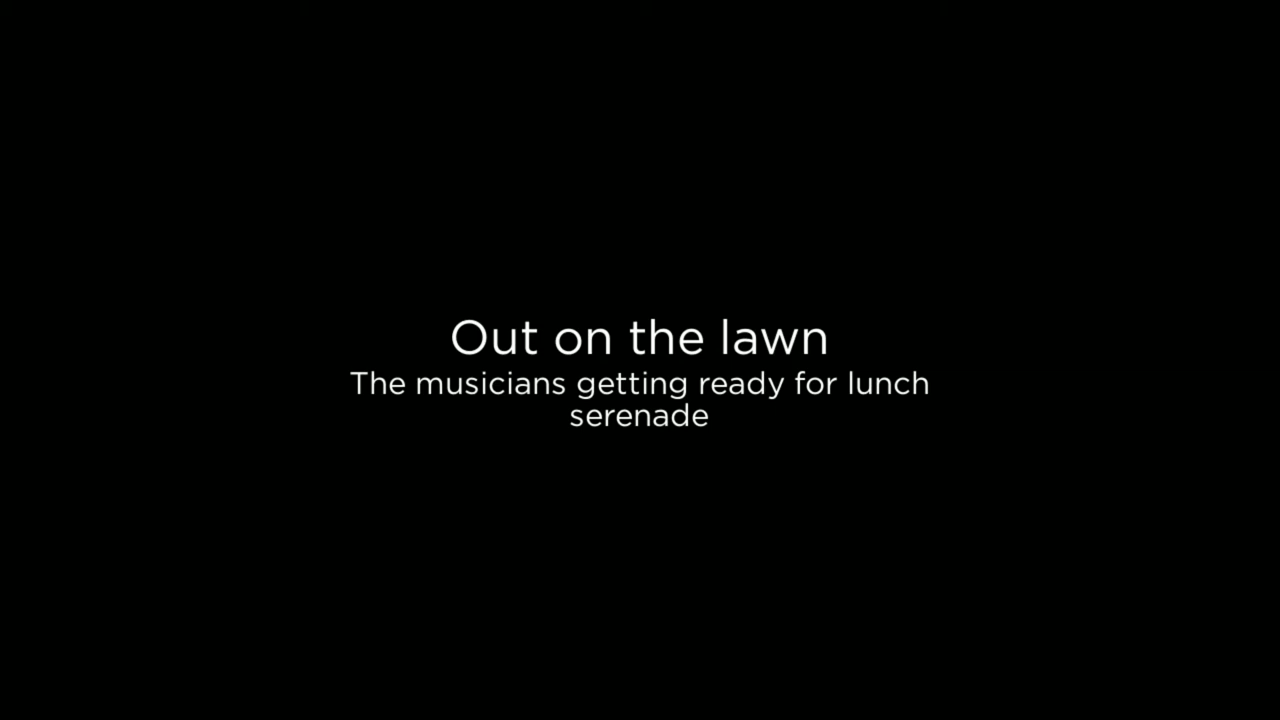 Out on the lawn
The musicians getting ready for lunch
serenade